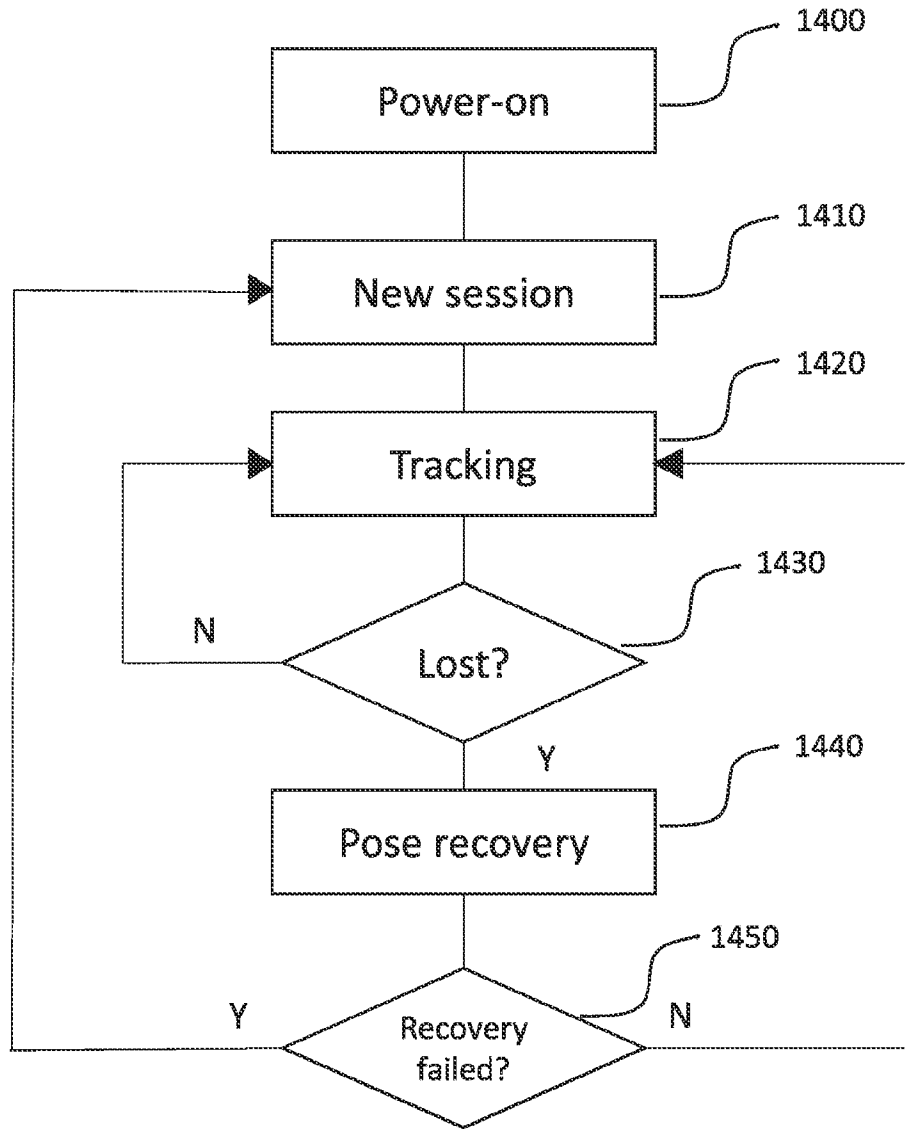 1400
Power-on
1410
New session
1420
Tracking
1430
N
Lost?
Y
1440
Pose recovery
1450
Y
N
Recovery
failed?